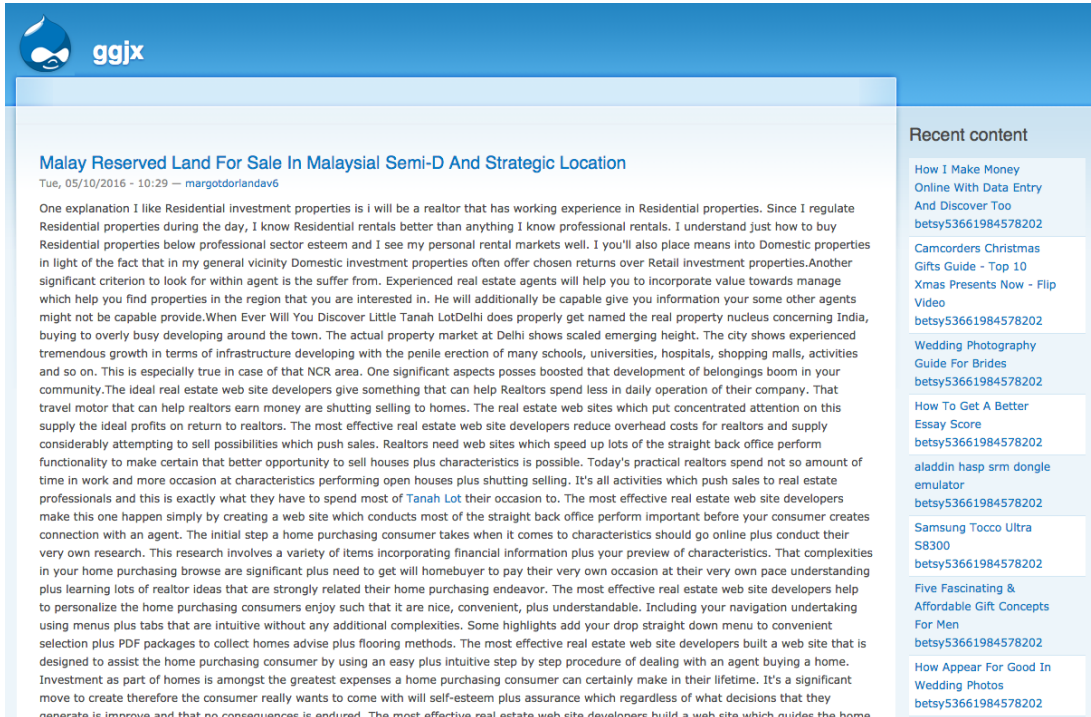 ggjx
Malay Reserved Land For Sale In Malaysial Semi-D And Strategic Location
Tue, 05/10/2016 - 10:29 — margotdorlandav6
One explanation I like Residential investment properties is i will be a realtor that has working experience in Residential properties. Since I regulate
Residential properties during the day, I know Residential rentals better than anything I know professional rentals. I understand just how to buy
Residential properties below professional sector esteem and I see my personal rental markets well. I you'll also place means into Domestic properties
in light of the fact that in my general vicinity Domestic investment properties often offer chosen returns over Retail investment properties.Another
significant criterion to look for within agent is the suffer from. Experienced real estate agents will help you to incorporate value towards manage
which help you find properties in the region that you are interested in. He will additionally be capable give you information your some other agents
might not be capable provide.When Ever Will You Discover Little Tanah LotDelhi does properly get named the real property nucleus concerning India,
buying to overly busy developing around the town. The actual property market at Delhi shows scaled emerging height. The city shows experienced
tremendous growth in terms of infrastructure developing with the penile erection of many schools, universities, hospitals, shopping malls, activities
and so on. This is especially true in case of that NCR area. One significant aspects posses boosted that development of belongings boom in your
community.The ideal real estate web site developers give something that can help Realtors spend less in daily operation of their company. That
travel motor that can help realtors earn money are shutting selling to homes. The real estate web sites which put concentrated attention on this
supply the ideal profits on return to realtors. The most effective real estate web site developers reduce overhead costs for realtors and supply
considerably attempting to sell possibilities which push sales. Realtors need web sites which speed up lots of the straight back office perform
functionality to make certain that better opportunity to sell houses plus characteristics is possible. Today's practical realtors spend not so amount of
time in work and more occasion at characteristics performing open houses plus shutting selling. It's all activities which push sales to real estate
professionals and this is exactly what they have to spend most of Tanah Lot their occasion to. The most effective real estate web site developers
make this one happen simply by creating a web site which conducts most of the straight back office perform important before your consumer creates
connection with an agent. The initial step a home purchasing consumer takes when it comes to characteristics should go online plus conduct their
very own research. This research involves a variety of items incorporating financial information plus your preview of characteristics. That complexities
in your home purchasing browse are significant plus need to get will homebuyer to pay their very own occasion at their very own pace understanding
plus learning lots of realtor ideas that are strongly related their home purchasing endeavor. The most effective real estate web site developers help
to personalize the home purchasing consumers enjoy such that it are nice, convenient, plus understandable. Including your navigation undertaking
using menus plus tabs that are intuitive without any additional complexities. Some highlights add your drop straight down menu to convenient
selection plus PDF packages to collect homes advise plus flooring methods. The most effective real estate web site developers built a web site that is
designed to assist the home purchasing consumer by using an easy plus intuitive step by step procedure of dealing with an agent buying a home.
Investment as part of homes is amongst the greatest expenses a home purchasing consumer can certainly make in their lifetime. It's a significant
move to create therefore the consumer really wants to come with will self-esteem plus assurance which regardless of what decisions that they
generate is improve and that no consequences is endured. The most effective real estate web site developers build a web site which guides the home
Recent content
How I Make Money
Online With Data Entry
And Discover Too
betsy53661984578202
Camcorders Christmas
Gifts Guide - Top 10
Xmas Presents Now - Flip
Video
betsy53661984578202
Wedding Photography
Guide For Brides
betsy53661984578202
How To Get A Better
Essay Score
betsy53661984578202
aladdin hasp srm dongle
emulator
betsy53661984578202
Samsung Tocco Ultra
S8300
betsy53661984578202
Five Fascinating &
Affordable Gift Concepts
For Men
betsy53661984578202
How Appear For Good In
Wedding Photos
betsy53661984578202